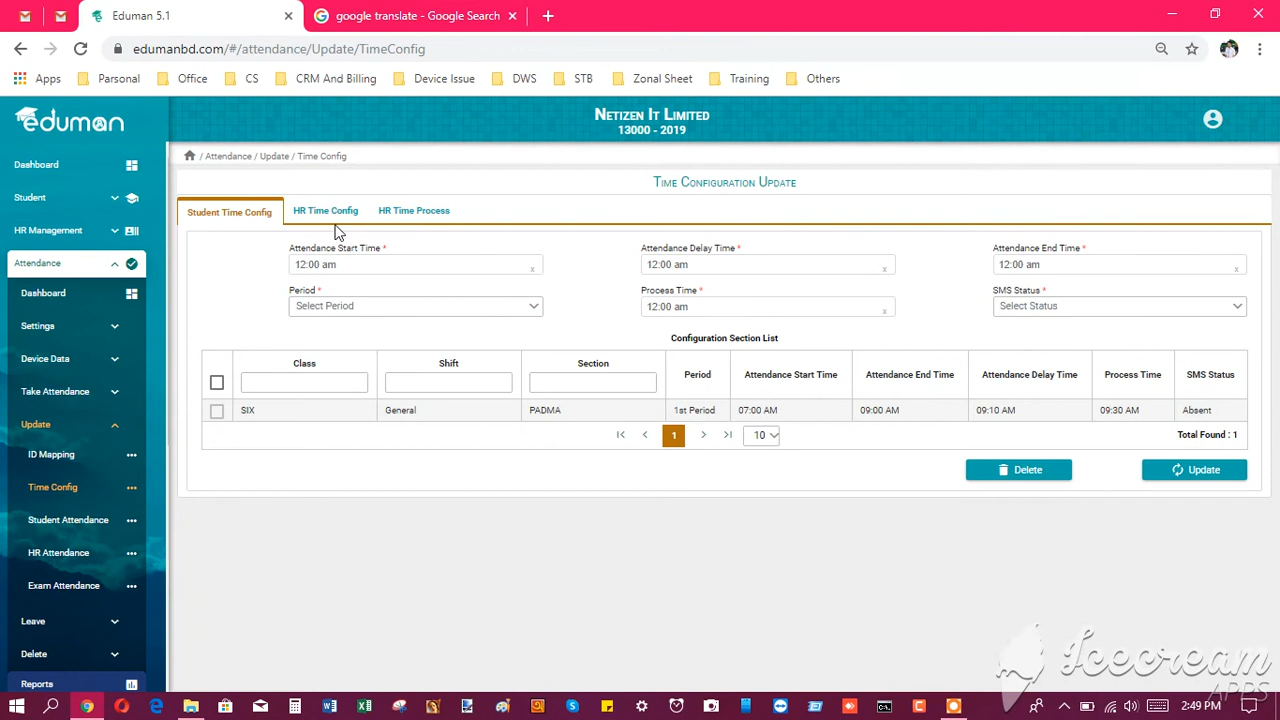 Eduman 5.1
google translate - Google Search
edumanbd.com/#/attendance/Update/TimeConfig
Apps Parsonal Office CS CRM And Billing Device Issue DWS STB Zonal Sheet Training Others
eduman
NETIZEN IT LIMITED
13000 - 2019
Dashboard
Student
HR Management
Attendance
Dashboard
Settings
Device Data
Take Attendance
Update
ID Mapping
Time Config
Student Attendance
HR Attendance
Exam Attendance
Leave
Delete
Reports
/ Attendance / Update / Time Config
TIME CONFIGURATION UPDATE
Student Time Config HR Time Config HR Time Process
Attendance Start Time * Attendance Delay Time * Attendance End Time *
12:00 am x 12:00 am x 12:00 am x
Period * Process Time * SMS Status *
Select Period 12:00 am x Select Status
Configuration Section List
Class Shift Section Period Attendance Start Time Attendance End Time Attendance Delay Time Process Time SMS Status
SIX General PADMA 1st Period 07:00 AM 09:00 AM 09:10 AM 09:30 AM Absent
1 10 Total Found : 1
Delete Update
Icecream
APPS
2:49 PM